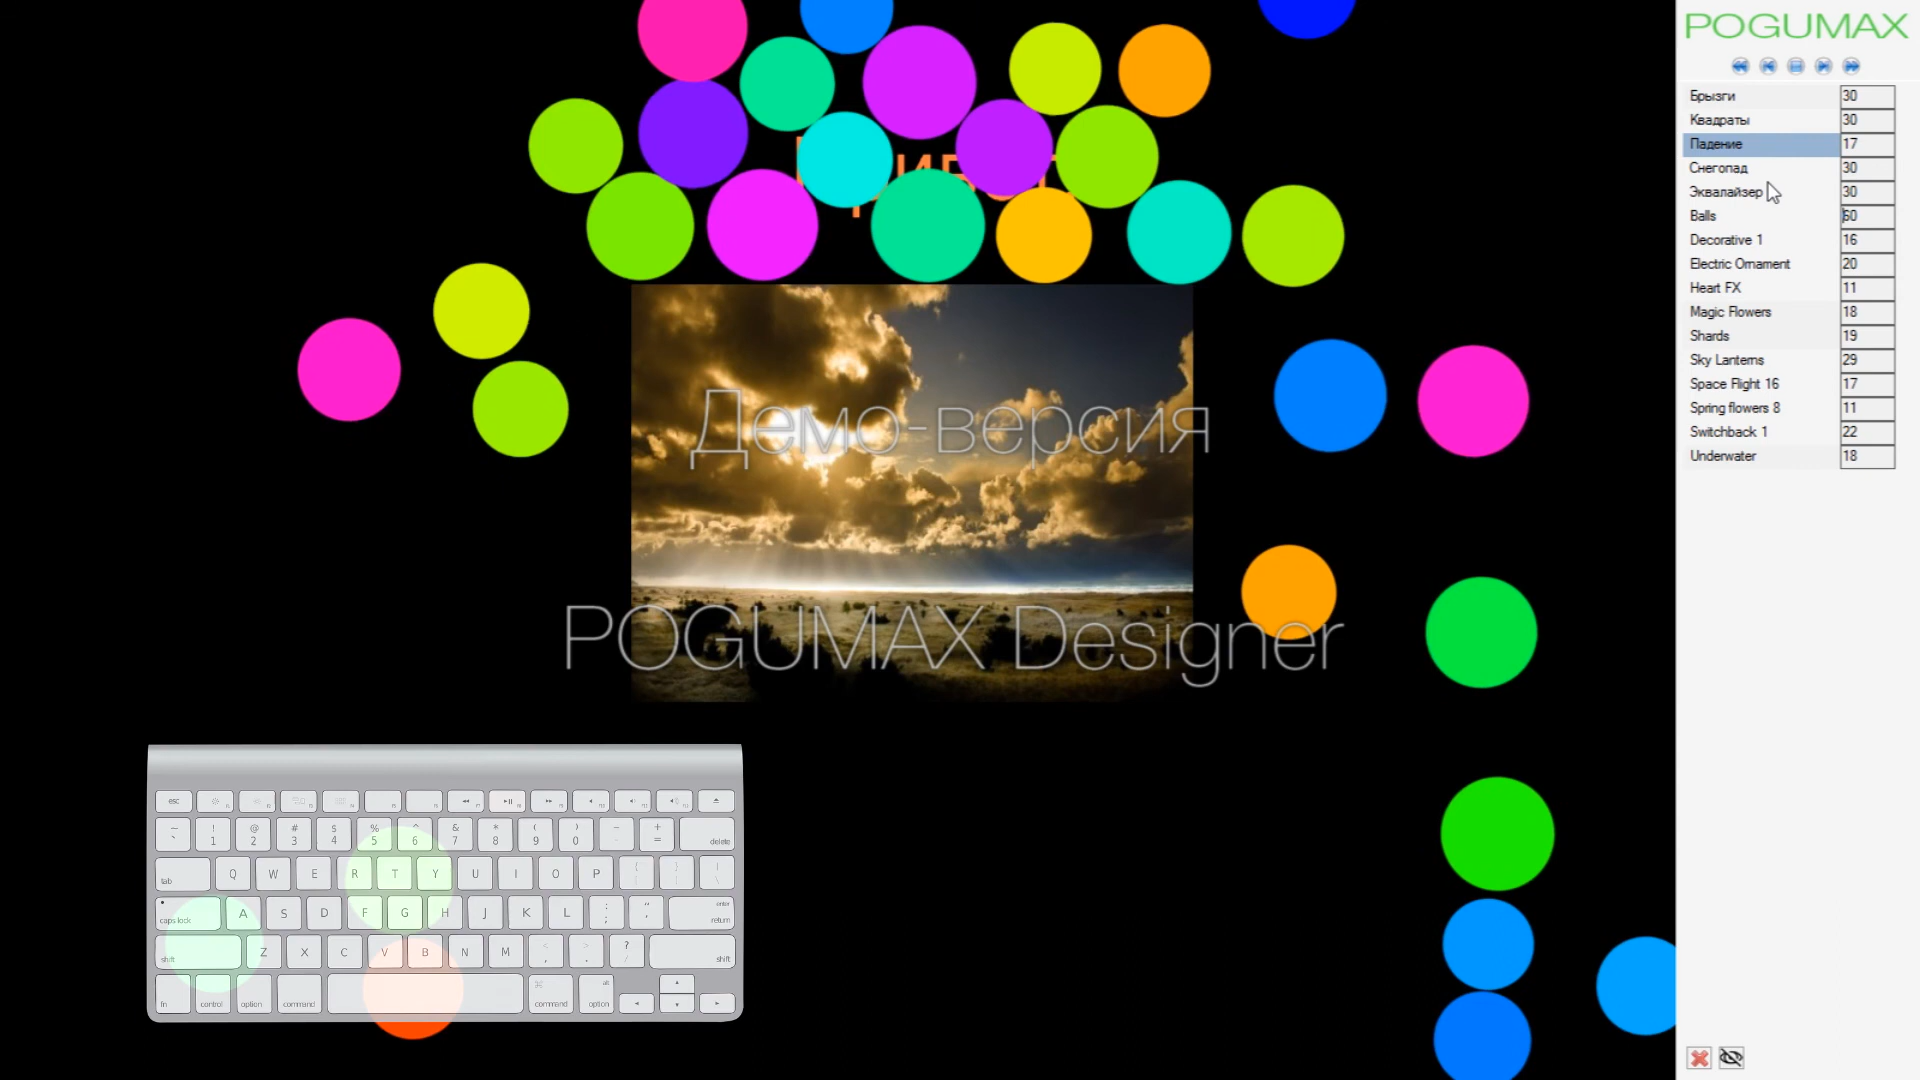 POGUMAX
Брызги 30
Квадраты 30
Падение 17
Снегопад 30
Эквалайзер 30
Balls 60
Decorative 1 16
Electric Ornament 20
Heart FX 11
Magic Flowers 18
Shards 19
Sky Lanterns 29
Space Flight 16 17
Spring flowers 8 11
Switchback 1 22
Underwater 18
Демо-версия
POGUMAX Designer
esc
~ ! @ # $ % ^ & * ( ) − +
` 1 2 3 4 5 6 7 8 9 0 = delete
tab Q W E R T Y U I O P
caps lock A S D F G H J K L : ; enter return
shift Z X C V B N M < , > . ? / shift
fn control option command ⌘ command alt option